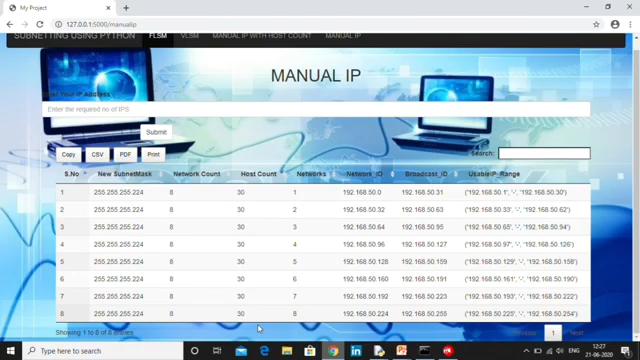 My Project
127.0.0.1:5000/manualip
SUBNETTING USING PYTHON FLSM VLSM MANUAL IP WITH HOST COUNT MANUAL IP
MANUAL IP
Your IP Address
Enter the required no of IPS
Submit
Copy CSV PDF Print Search:
S.No New SubnetMask Network Count Host Count Networks Network_ID Broadcast_ID UsableIP_Range
1 255.255.255.224 8 30 1 192.168.50.0 192.168.50.31 ('192.168.50.1', '-', '192.168.50.30')
2 255.255.255.224 8 30 2 192.168.50.32 192.168.50.63 ('192.168.50.33', '-', '192.168.50.62')
3 255.255.255.224 8 30 3 192.168.50.64 192.168.50.95 ('192.168.50.65', '-', '192.168.50.94')
4 255.255.255.224 8 30 4 192.168.50.96 192.168.50.127 ('192.168.50.97', '-', '192.168.50.126')
5 255.255.255.224 8 30 5 192.168.50.128 192.168.50.159 ('192.168.50.129', '-', '192.168.50.158')
6 255.255.255.224 8 30 6 192.168.50.160 192.168.50.191 ('192.168.50.161', '-', '192.168.50.190')
7 255.255.255.224 8 30 7 192.168.50.192 192.168.50.223 ('192.168.50.193', '-', '192.168.50.222')
8 255.255.255.224 8 30 8 192.168.50.224 192.168.50.255 ('192.168.50.225', '-', '192.168.50.254')
Showing 1 to 8 of 8 entries Previous 1 Next
Type here to search
ENG
12:27
21-06-2020